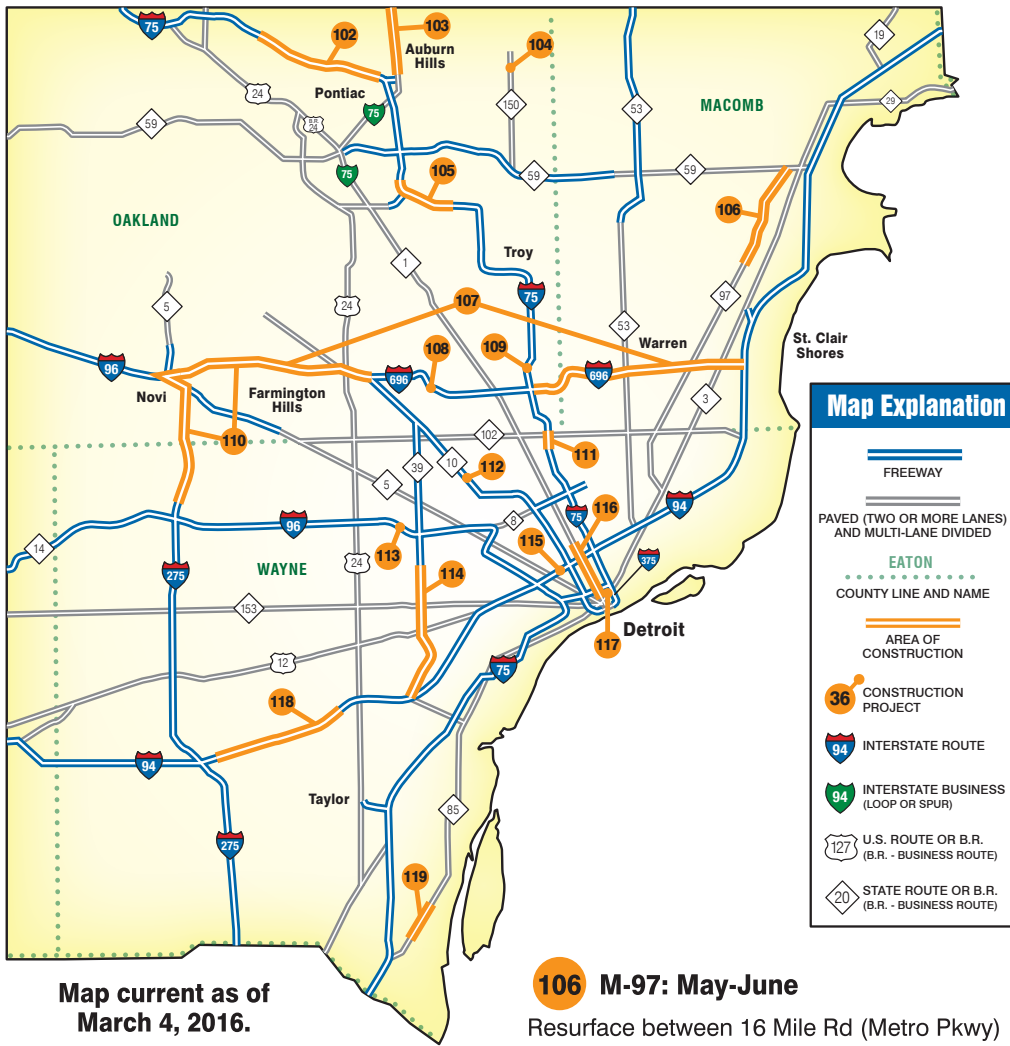 75
102
103
Auburn
Hills
104
19
24
Pontiac
75
B.R.
24
150
53
MACOMB
29
59
75
105
59
59
106
OAKLAND
Troy
1
5
24
107
75
97
53
Warren
St. Clair
Shores
96
108
109
696
696
Novi
Farmington
Hills
3
110
102
111
39
10
112
5
96
8
75
116
94
14
113
115
375
WAYNE
24
275
114
153
Detroit
117
12
75
118
94
Taylor
85
275
119
Map Explanation
FREEWAY
PAVED (TWO OR MORE LANES)
AND MULTI-LANE DIVIDED
EATON
COUNTY LINE AND NAME
AREA OF
CONSTRUCTION
36 CONSTRUCTION
PROJECT
94 INTERSTATE ROUTE
94 INTERSTATE BUSINESS
(LOOP OR SPUR)
127 U.S. ROUTE OR B.R.
(B.R. - BUSINESS ROUTE)
20 STATE ROUTE OR B.R.
(B.R. - BUSINESS ROUTE)
Map current as of
March 4, 2016.
106 M-97: May-June
Resurface between 16 Mile Rd (Metro Pkwy)